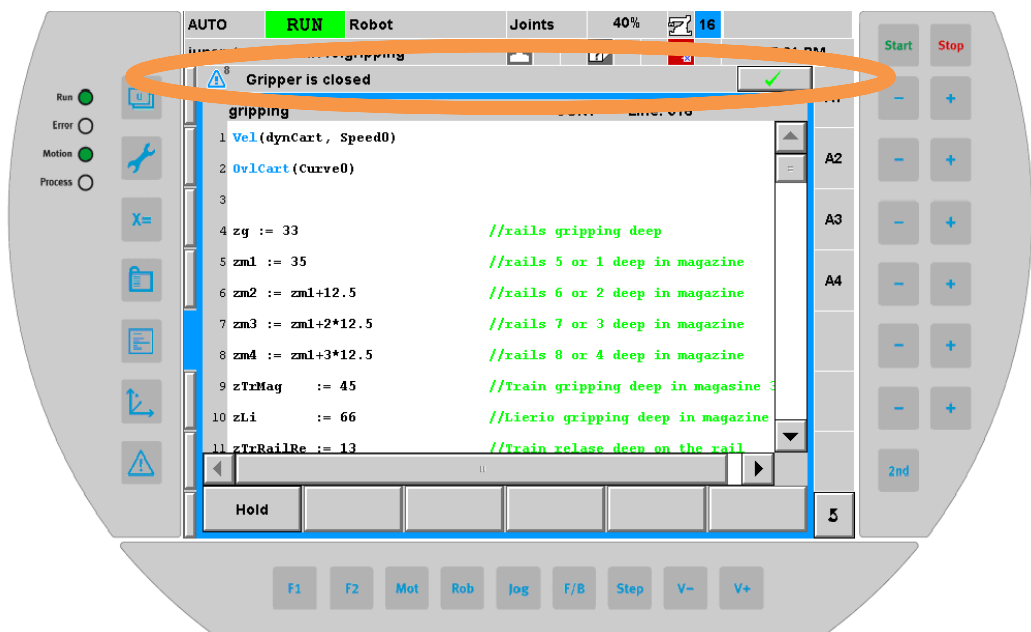 AUTO RUN Robot Joints 40% 16
gripping
8 Gripper is closed
gripping Line:
1 Vel(dynCart, Speed0)
2 OvlCart(Curve0)
3
4 zg := 33 //rails gripping deep
5 zm1 := 35 //rails 5 or 1 deep in magazine
6 zm2 := zm1+12.5 //rails 6 or 2 deep in magazine
7 zm3 := zm1+2*12.5 //rails 7 or 3 deep in magazine
8 zm4 := zm1+3*12.5 //rails 8 or 4 deep in magazine
9 zTrMag := 45 //Train gripping deep in magasine 3
10 zLi := 66 //Lierio gripping deep in magazine
11 zTrRailRe := 13 //Train relase deep on the rail
Hold
A2
A3
A4
5
Run
Error
Motion
Process
X=
Start Stop
- +
- +
- +
- +
- +
- +
2nd
F1 F2 Mot Rob Jog F/B Step V- V+